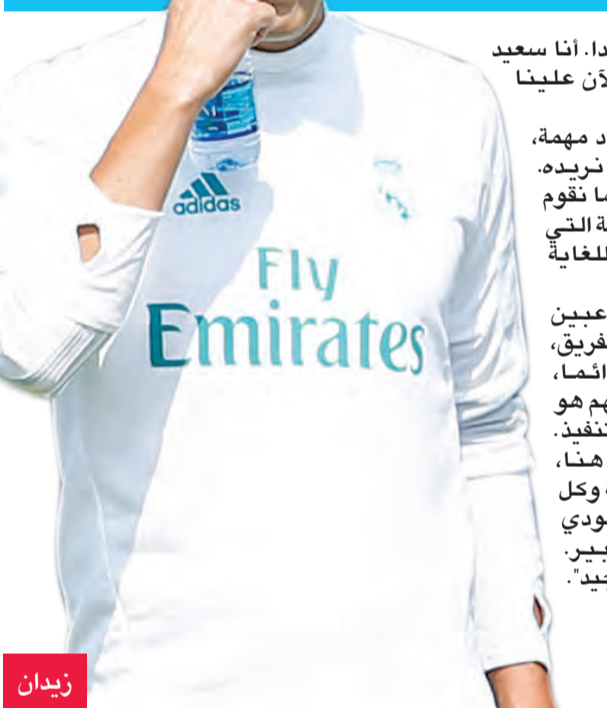 دا. أنا سعيد
لآن علينا
د مهمة،
نريده.
ما نقوم
ة التي
للغاية
عبين
فريق،
ائما،
هم هو
تنفيذ.
هنا،
وكل
ودي
بير.
جيد".
adidas
Fly
Emirates
زيدان